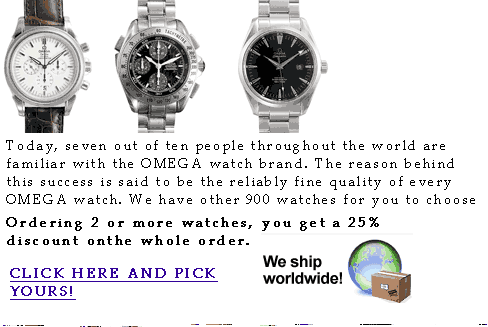 Today, seven out of ten people throughout the world are
familiar with the OMEGA watch brand. The reason behind
this success is said to be the reliably fine quality of every
OMEGA watch. We have other 900 watches for you to choose
Ordering 2 or more watches, you get a 25%
discount onthe whole order.
CLICK HERE AND PICK
YOURS!
We ship
worldwide!